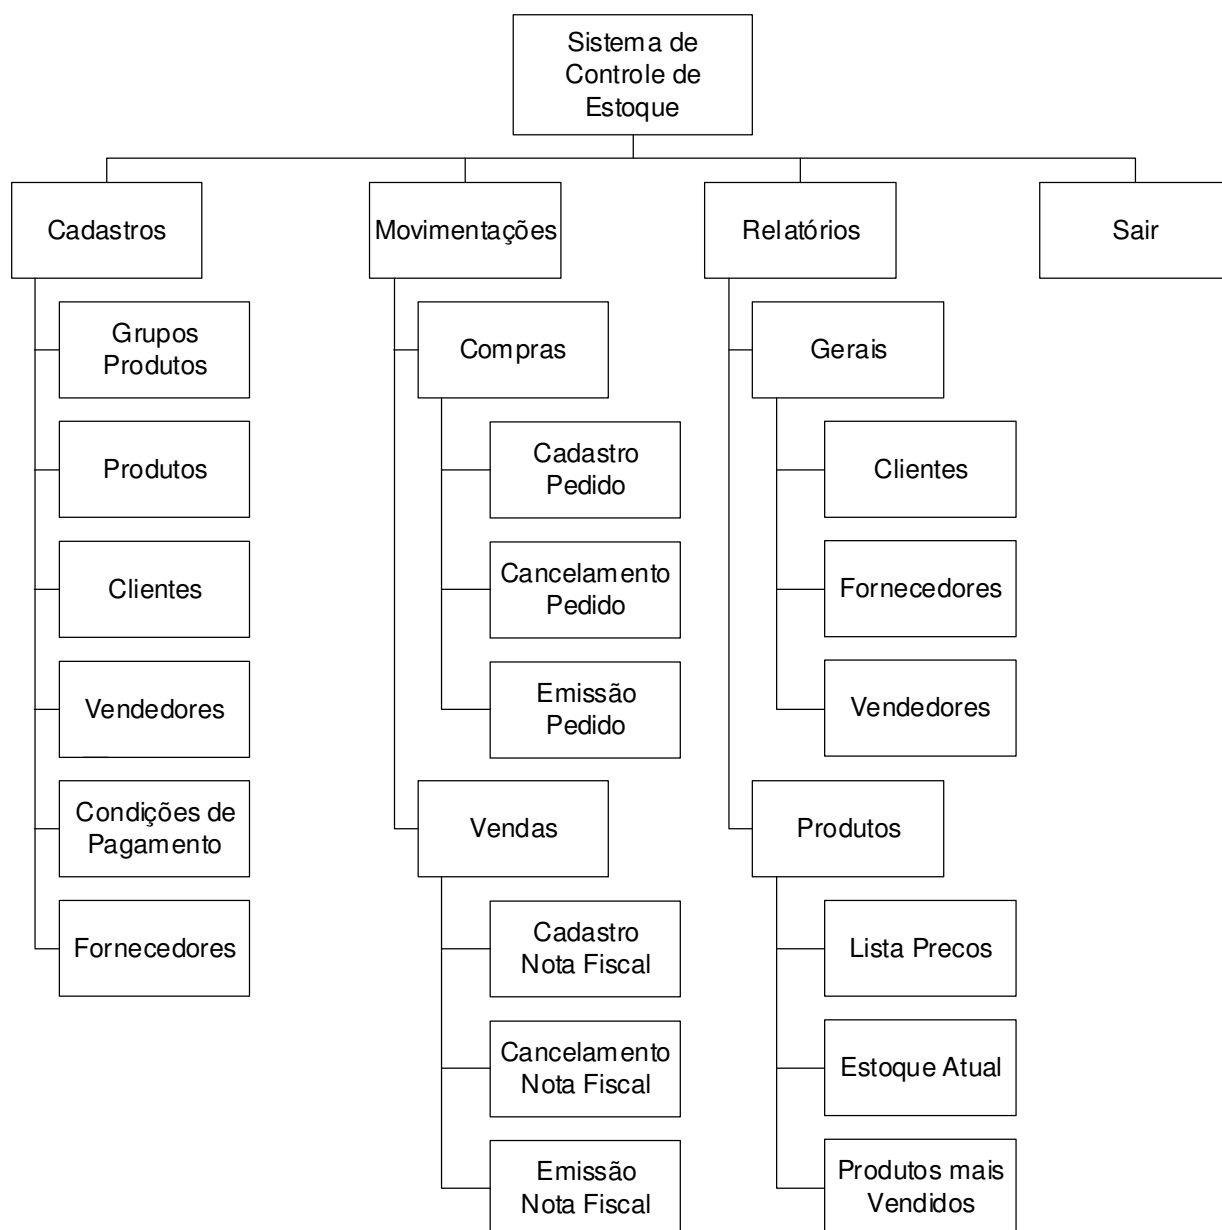 Sistema de
Controle de
Estoque
Cadastros
Movimentações
Relatórios
Sair
Grupos
Produtos
Produtos
Clientes
Vendedores
Condições de
Pagamento
Fornecedores
Compras
Cadastro
Pedido
Cancelamento
Pedido
Emissão
Pedido
Vendas
Cadastro
Nota Fiscal
Cancelamento
Nota Fiscal
Emissão
Nota Fiscal
Gerais
Clientes
Fornecedores
Vendedores
Produtos
Lista Precos
Estoque Atual
Produtos mais
Vendidos